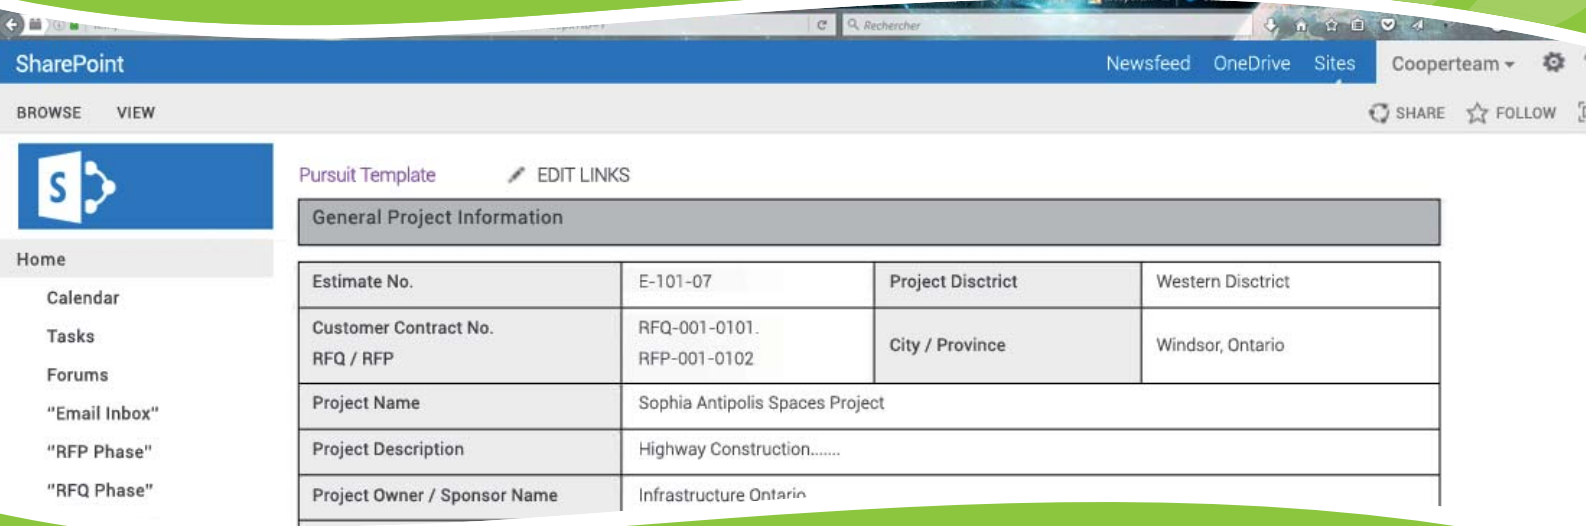 Rechercher
SharePoint
Newsfeed OneDrive Sites Cooperteam
BROWSE VIEW
SHARE FOLLOW
S
Pursuit Template EDIT LINKS
General Project Information
Home
Calendar
Tasks
Forums
"Email Inbox"
"RFP Phase"
"RFQ Phase"
Estimate No. E-101-07 Project Disctrict Western Disctrict
Customer Contract No. RFQ-001-0101.
RFQ / RFP RFP-001-0102 City / Province Windsor, Ontario
Project Name Sophia Antipolis Spaces Project
Project Description Highway Construction.......
Project Owner / Sponsor Name Infrastructure Ontario